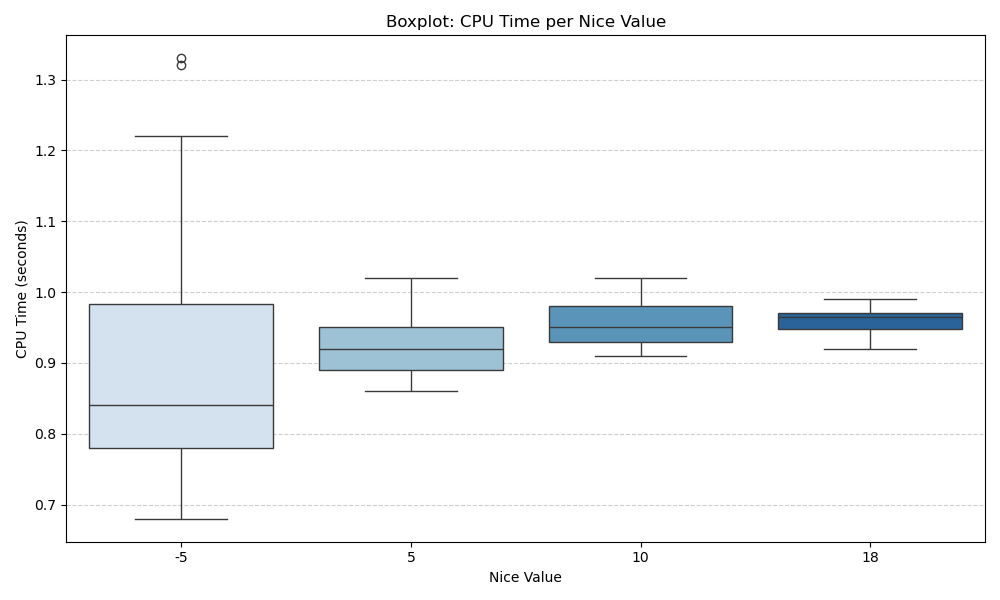 Boxplot: CPU Time per Nice Value
CPU Time (seconds)
1.3
1.2
1.1
1.0
0.9
0.8
0.7
-5 5 10 18
Nice Value